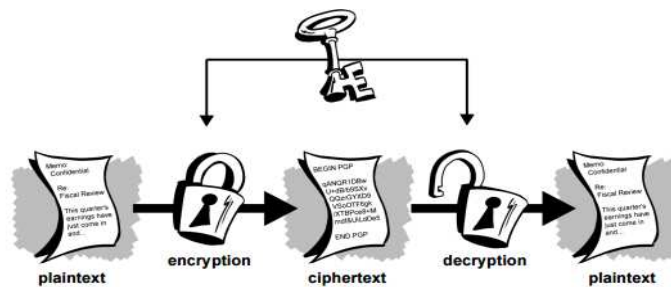 Memo:
Confidential
Re:
Fiscal Review
This quarter's
earnings have
just come in
and...
BEGIN PGP
END PGP
Memo:
Confidential
Re:
Fiscal Review
This quarter's
earnings have
just come in
and...
plaintext
encryption
ciphertext
decryption
plaintext